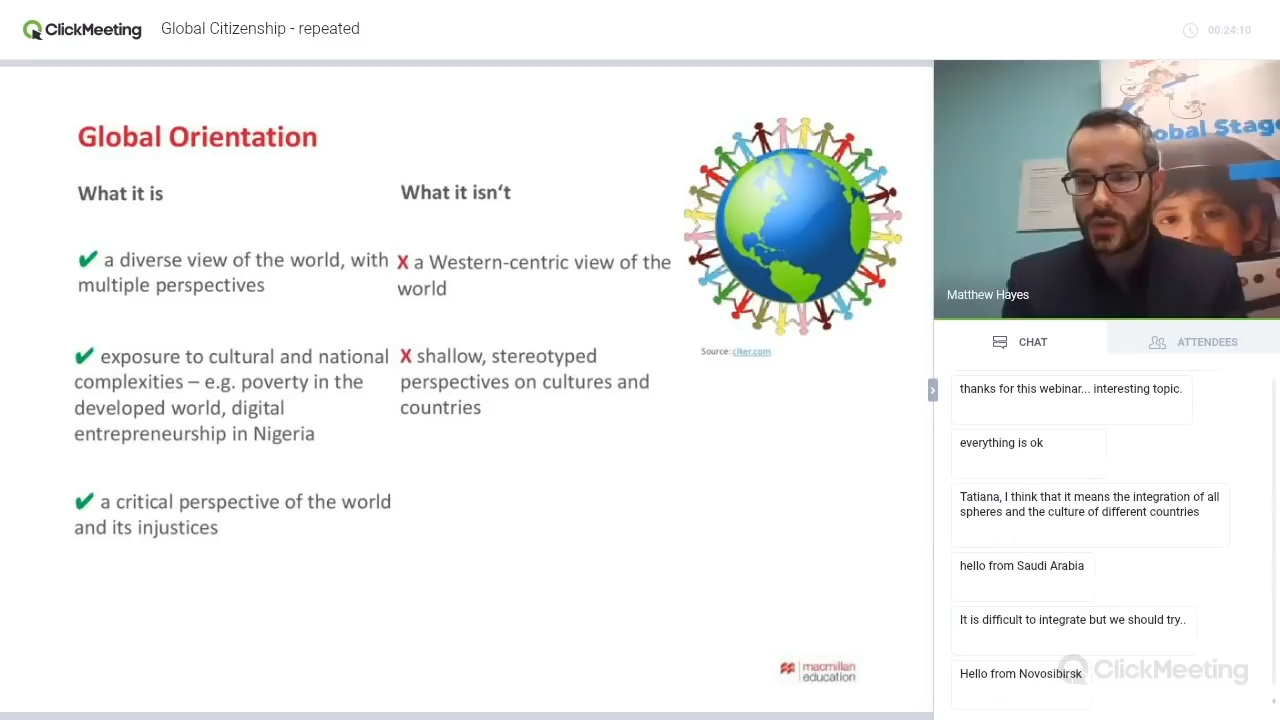 ClickMeeting
Global Citizenship - repeated
00:24:10
Global Orientation
What it is
What it isn't
✔ a diverse view of the world, with
multiple perspectives
X a Western-centric view of the
world
✔ exposure to cultural and national
complexities – e.g. poverty in the
developed world, digital
entrepreneurship in Nigeria
X shallow, stereotyped
perspectives on cultures and
countries
✔ a critical perspective of the world
and its injustices
Source: clker.com
macmillan
education
obal Stag
Matthew Hayes
CHAT
ATTENDEES
thanks for this webinar... interesting topic.
everything is ok
Tatiana, I think that it means the integration of all
spheres and the culture of different countries
hello from Saudi Arabia
It is difficult to integrate but we should try..
Hello from Novosibirsk
ClickMeeting